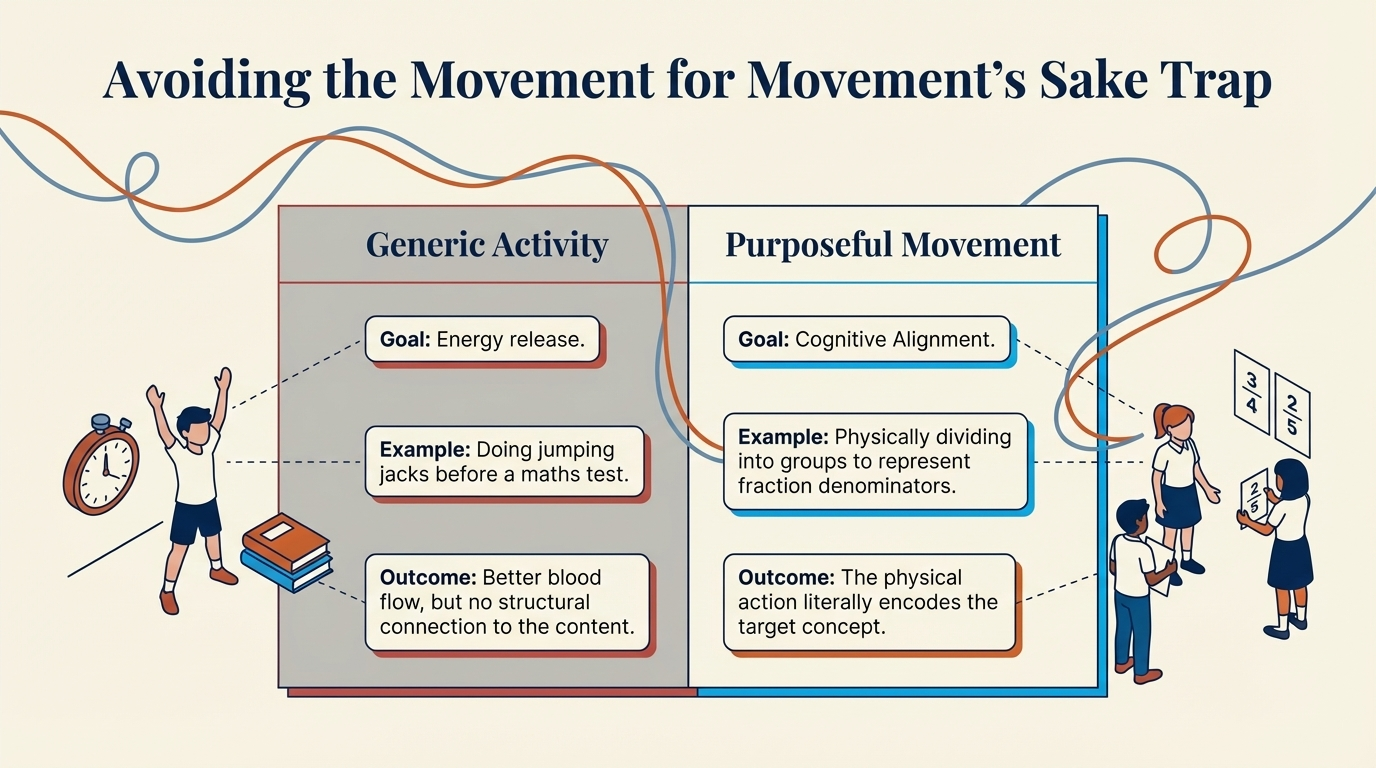 Avoiding the Movement for Movement’s Sake Trap
Generic Activity
Goal: Energy release.
Example: Doing jumping
jacks before a maths test.
Outcome: Better blood
flow, but no structural
connection to the content.
Purposeful Movement
Goal: Cognitive Alignment.
Example: Physically dividing
into groups to represent
fraction denominators.
Outcome: The physical
action literally encodes the
target concept.
3
4
2
5
2
5